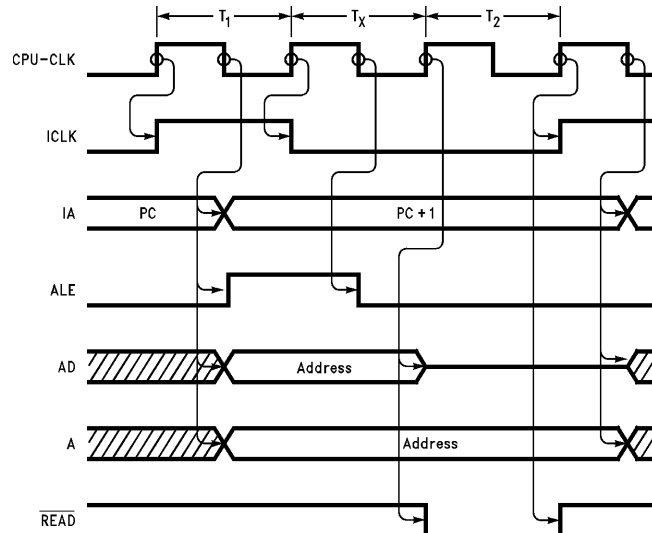 T1 TX T2
CPU-CLK
ICLK
IA PC PC + 1
ALE
AD Address
A Address
READ